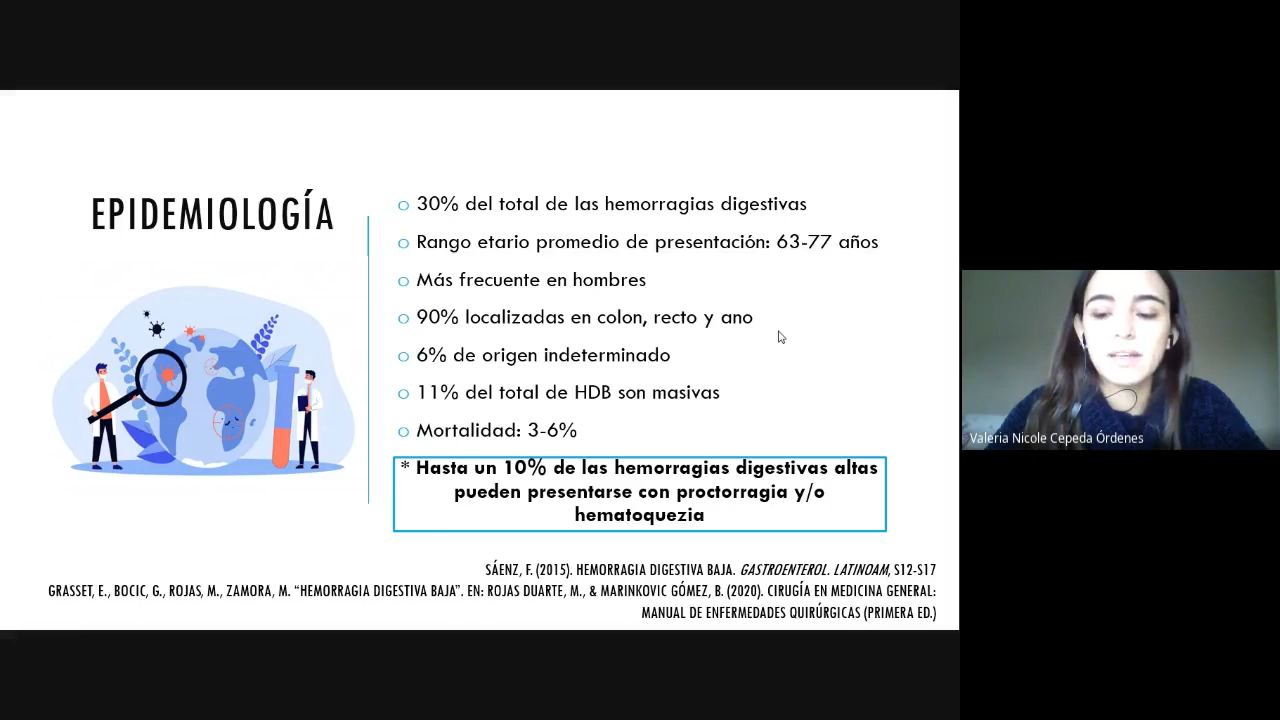 EPIDEMIOLOGÍA
o 30% del total de las hemorragias digestivas
o Rango etario promedio de presentación: 63-77 años
o Más frecuente en hombres
o 90% localizadas en colon, recto y ano
o 6% de origen indeterminado
o 11% del total de HDB son masivas
o Mortalidad: 3-6%
* Hasta un 10% de las hemorragias digestivas altas
pueden presentarse con proctorragia y/o
hematoquezia
SÁENZ, F. (2015). HEMORRAGIA DIGESTIVA BAJA. GASTROENTEROL. LATINOAM, S12-S17
GRASSET, E., BOCIC, G., ROJAS, M., ZAMORA, M. “HEMORRAGIA DIGESTIVA BAJA”. EN: ROJAS DUARTE, M., & MARINKOVIC GÓMEZ, B. (2020). CIRUGÍA EN MEDICINA GENERAL:
MANUAL DE ENFERMEDADES QUIRÚRGICAS (PRIMERA ED.)
Valeria Nicole Cepeda Órdenes